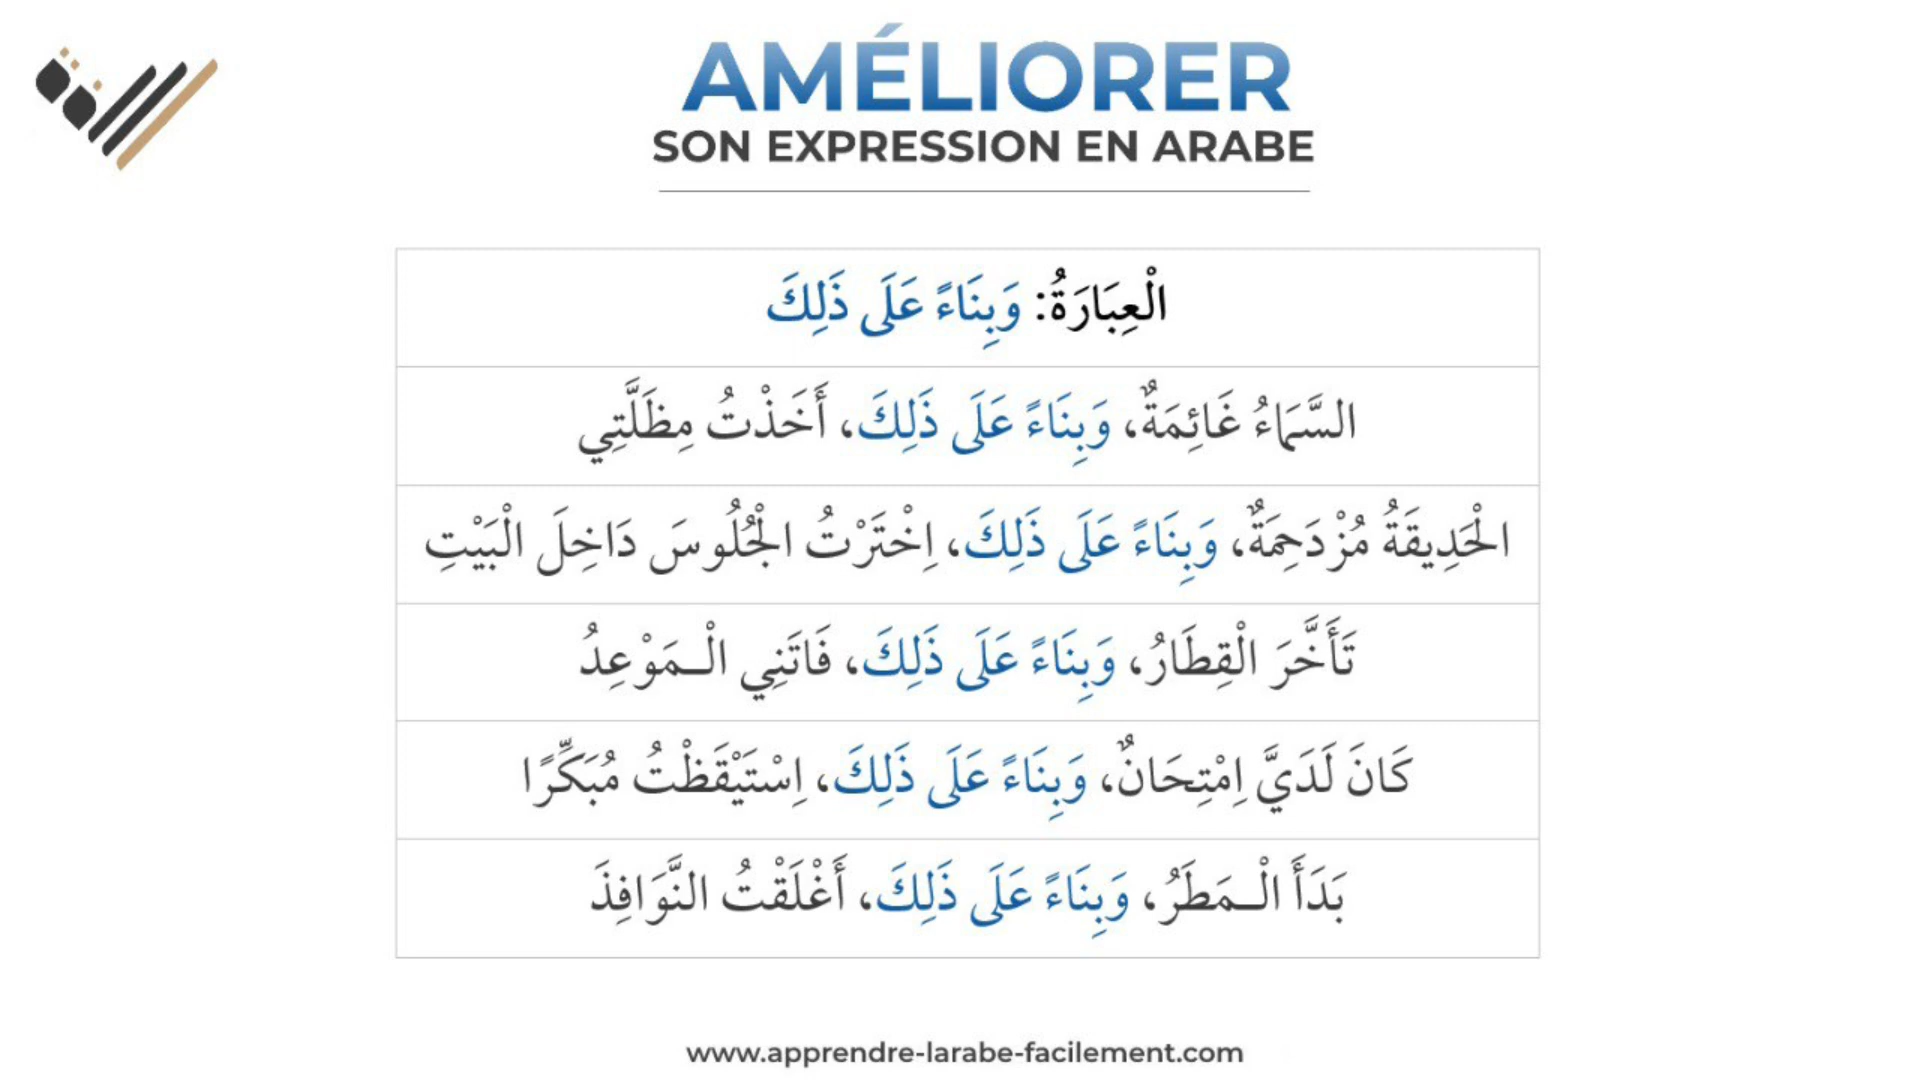 AMÉLIORER
SON EXPRESSION EN ARABE
الْعِبَارَةُ: وَبِنَاءً عَلَى ذَلِكَ
السَّمَاءُ غَائِمَةٌ، وَبِنَاءً عَلَى ذَلِكَ، أَخَذْتُ مِظَلَّتِي
الْحَدِيقَةُ مُزْدَحِمَةٌ، وَبِنَاءً عَلَى ذَلِكَ، اِخْتَرْتُ الْجُلُوسَ دَاخِلَ الْبَيْتِ
تَأَخَّرَ الْقِطَارُ، وَبِنَاءً عَلَى ذَلِكَ، فَاتَنِي الْـمَوْعِدُ
كَانَ لَدَيَّ اِمْتِحَانٌ، وَبِنَاءً عَلَى ذَلِكَ، اِسْتَيْقَظْتُ مُبَكِّرًا
بَدَأَ الْـمَطَرُ، وَبِنَاءً عَلَى ذَلِكَ، أَغْلَقْتُ النَّوَافِذَ
www.apprendre-larabe-facilement.com